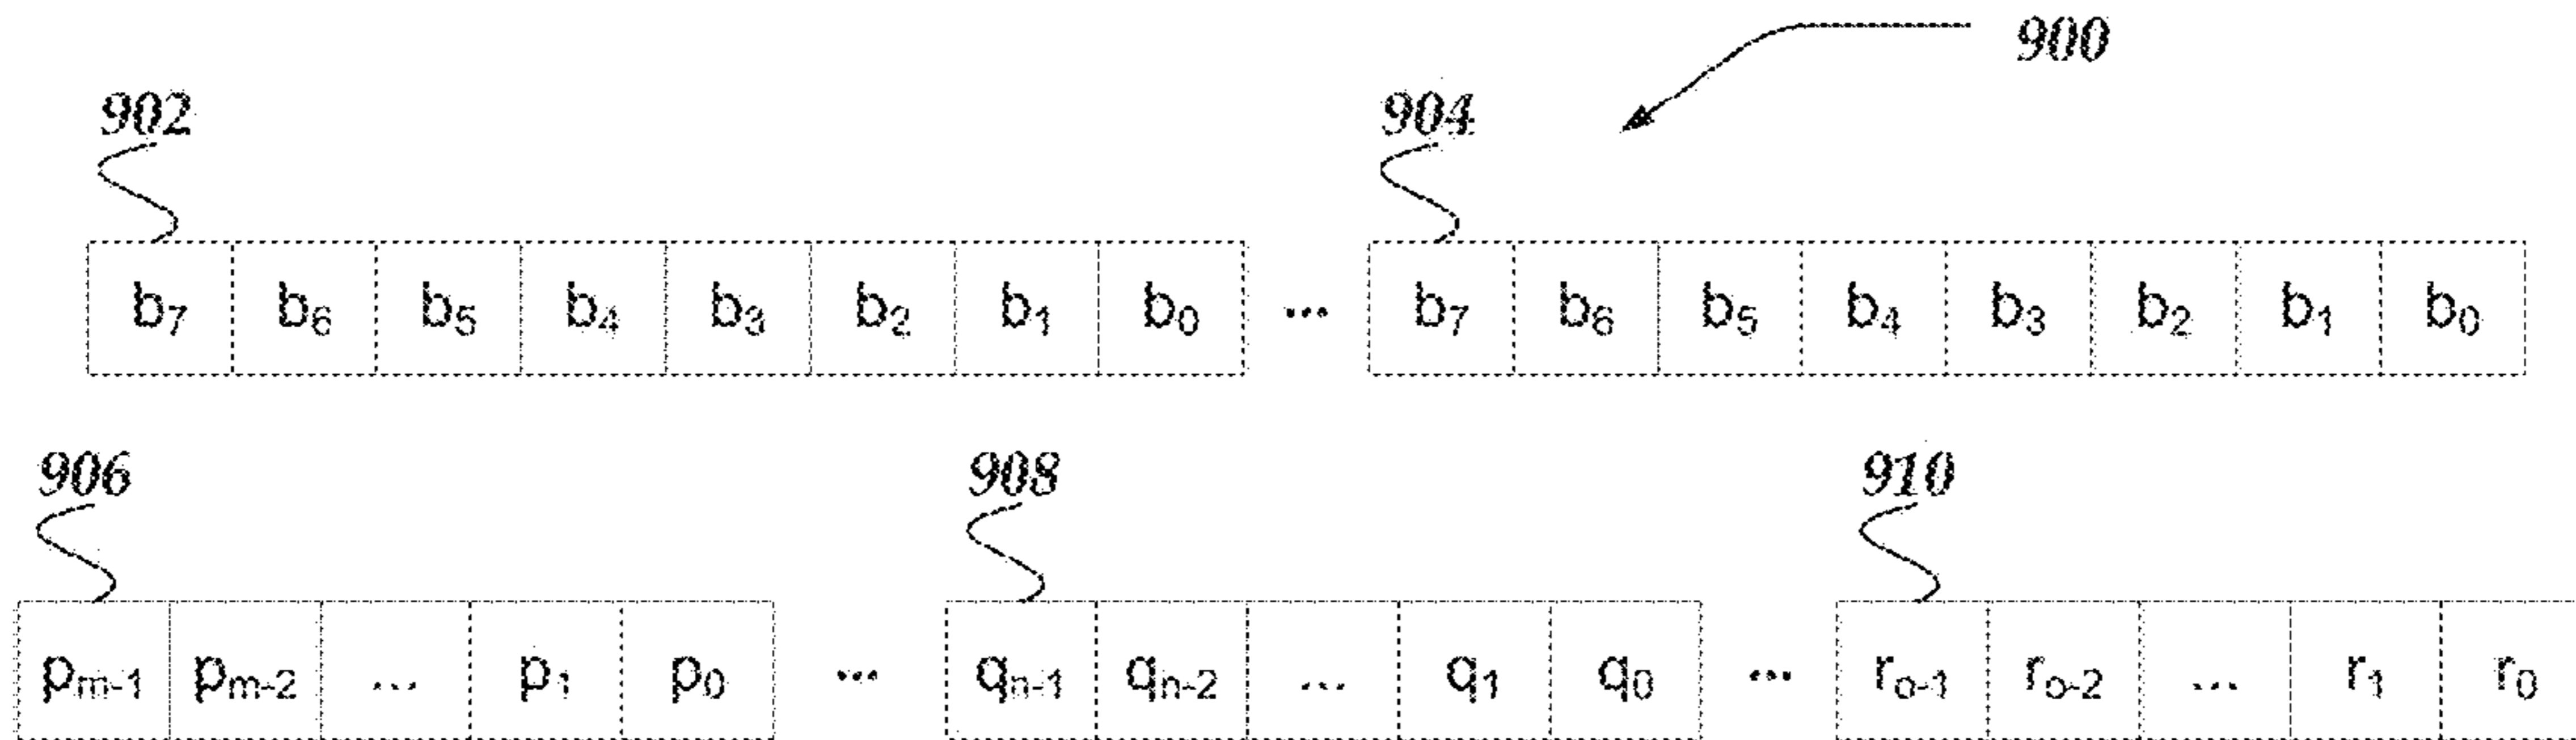 900
902 904
b₇ b₆ b₅ b₄ b₃ b₂ b₁ b₀ ... b₇ b₆ b₅ b₄ b₃ b₂ b₁ b₀
906 908 910
pₘ₋₁ pₘ₋₂ ... p₁ p₀ ... qₙ₋₁ qₙ₋₂ ... q₁ q₀ ... rₒ₋₁ rₒ₋₂ ... r₁ r₀